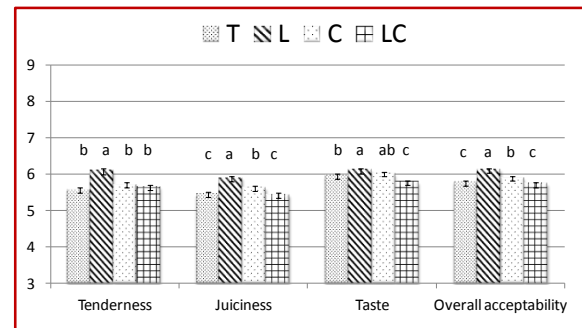 T L C LC
9
8
7
6
5
4
3
b a b b
c a b c
b a ab c
c a b c
Tenderness Juiciness Taste Overall acceptability